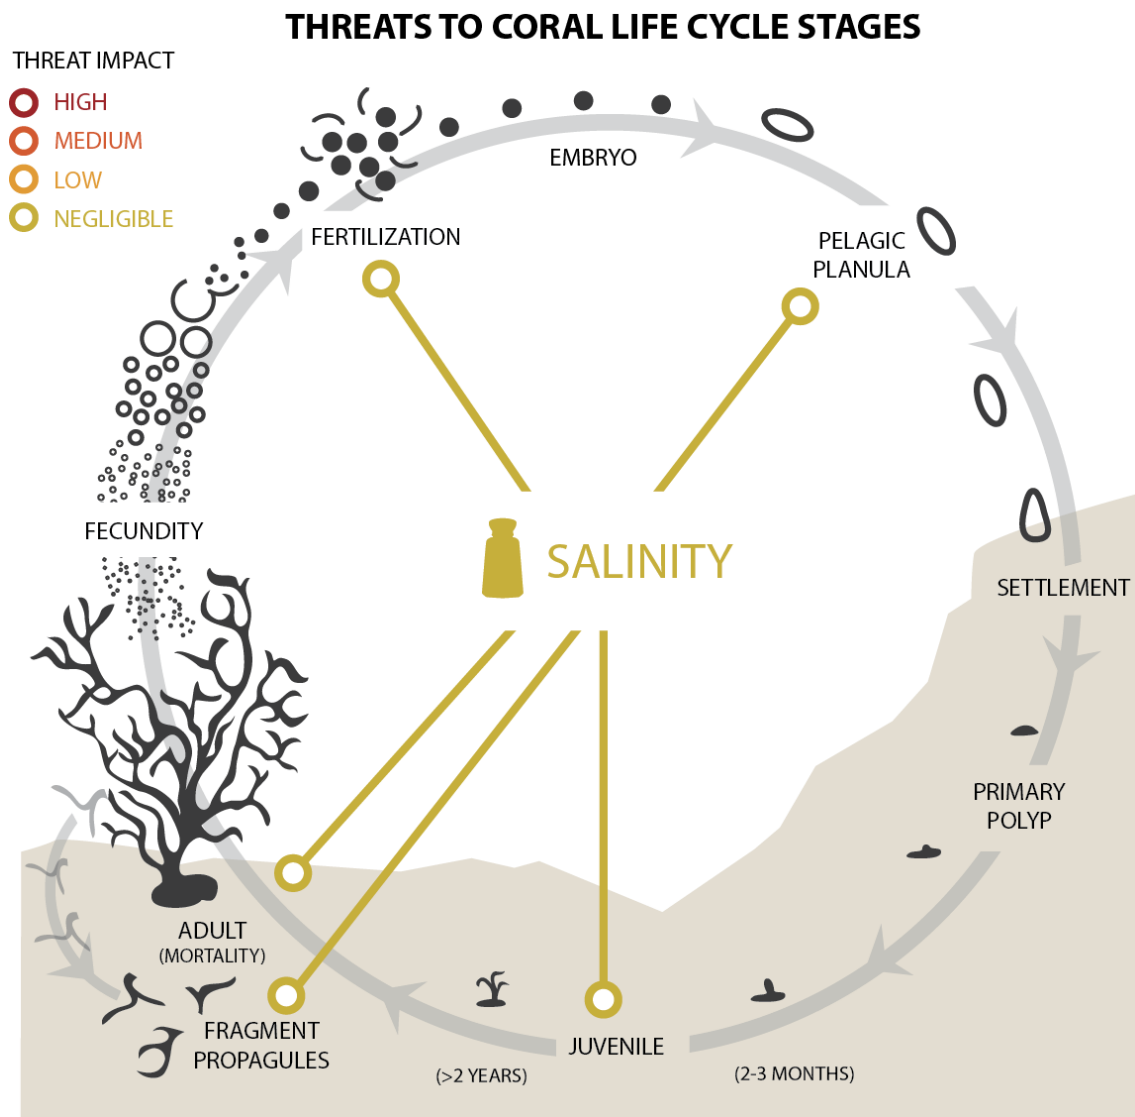 THREATS TO CORAL LIFE CYCLE STAGES
THREAT IMPACT
HIGH
MEDIUM
LOW
NEGLIGIBLE
EMBRYO
FERTILIZATION
PELAGIC
PLANULA
FECUNDITY
SALINITY
SETTLEMENT
PRIMARY
POLYP
ADULT
(MORTALITY)
FRAGMENT
PROPAGULES
JUVENILE
(>2 YEARS)
(2-3 MONTHS)